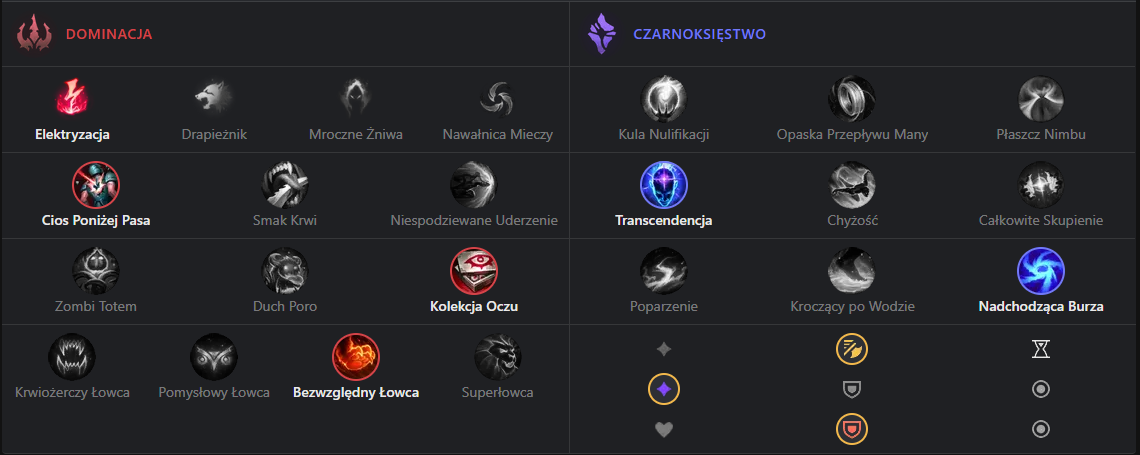 DOMINACJA
CZARNOKSIĘSTWO
Elektryzacja Drapieżnik Mroczne Żniwa Nawałnica Mieczy
Kula Nulifikacji Opaska Przepływu Many Płaszcz Nimbu
Cios Poniżej Pasa Smak Krwi Niespodziewane Uderzenie
Transcendencja Chyżość Całkowite Skupienie
Zombi Totem Duch Poro Kolekcja Oczu
Poparzenie Kroczący po Wodzie Nadchodząca Burza
Krwiożerczy Łowca Pomysłowy Łowca Bezwzględny Łowca Superłowca